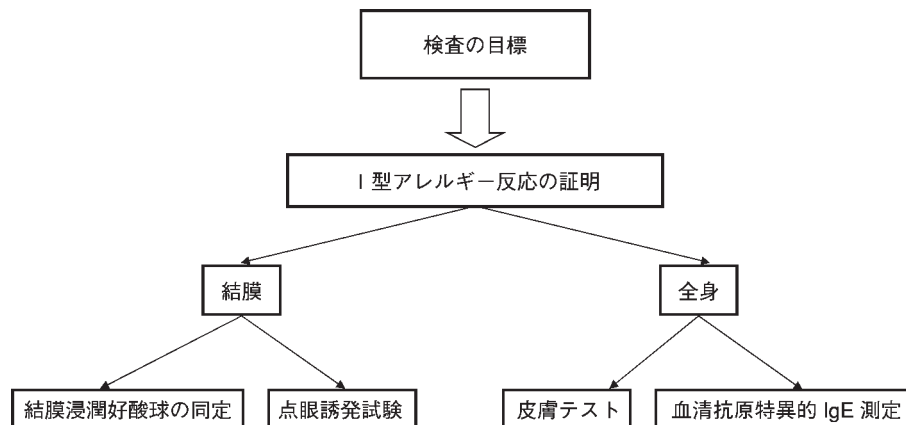 検査の目標
I 型アレルギー反応の証明
結膜
全身
結膜浸潤好酸球の同定
点眼誘発試験
皮膚テスト
血清抗原特異的 IgE 測定